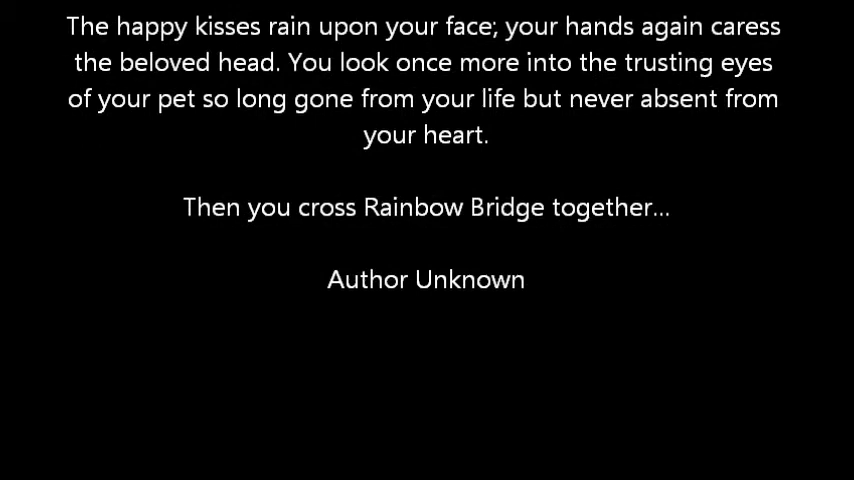 The happy kisses rain upon your face; your hands again caress
the beloved head. You look once more into the trusting eyes
of your pet so long gone from your life but never absent from
your heart.
Then you cross Rainbow Bridge together...
Author Unknown